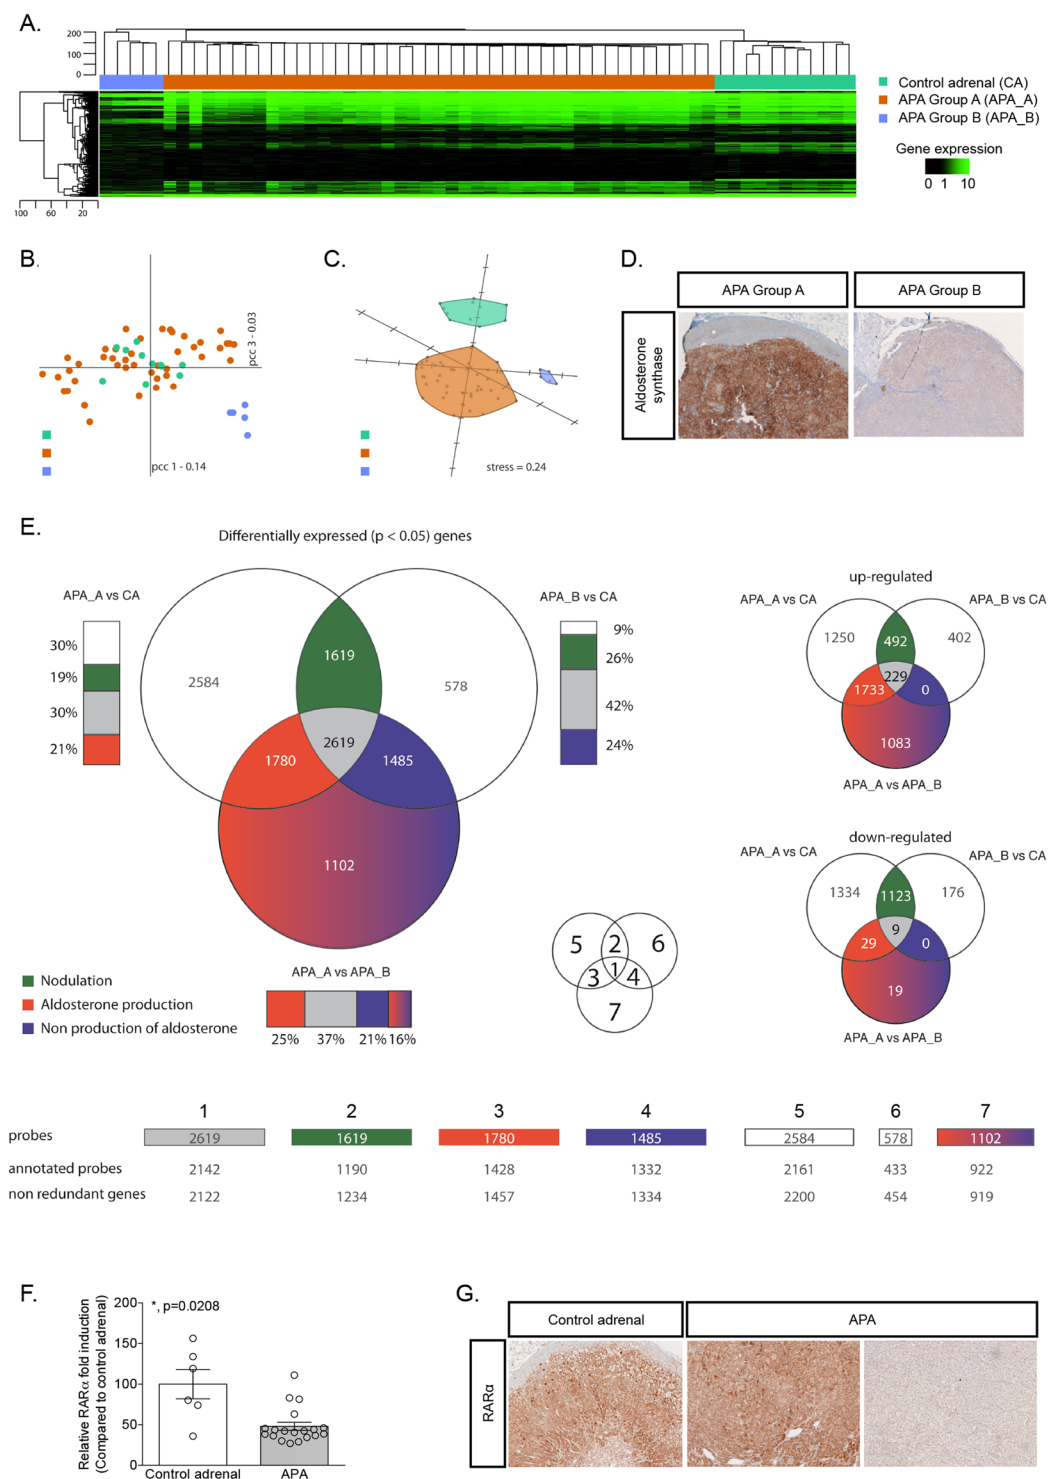 A.
200
100
0
Control adrenal (CA)
APA Group A (APA_A)
APA Group B (APA_B)
Gene expression
0 1 10
100 60 20
B.
pcc 3 - 0.03
pcc 1 - 0.14
C.
stress = 0.24
D.
APA Group A
APA Group B
Aldosterone
synthase
E.
Differentially expressed (p < 0.05) genes
APA_A vs CA
30%
19%
30%
21%
2584
1619
578
2619
1780
1485
1102
APA_B vs CA
9%
26%
42%
24%
up-regulated
APA_A vs CA
APA_B vs CA
1250
492
402
229
1733
0
1083
APA_A vs APA_B
down-regulated
APA_A vs CA
APA_B vs CA
1334
1123
176
9
29
0
19
APA_A vs APA_B
Nodulation
Aldosterone production
Non production of aldosterone
APA_A vs APA_B
25% 37% 21% 16%
5 2 6
3 1 4
7
1 2 3 4 5 6 7
probes 2619 1619 1780 1485 2584 578 1102
annotated probes 2142 1190 1428 1332 2161 433 922
non redundant genes 2122 1234 1457 1334 2200 454 919
F.
Relative RARα fold induction
(Compared to control adrenal)
200
150
100
50
0
*, p=0.0208
Control adrenal
APA
G.
Control adrenal
APA
RARα